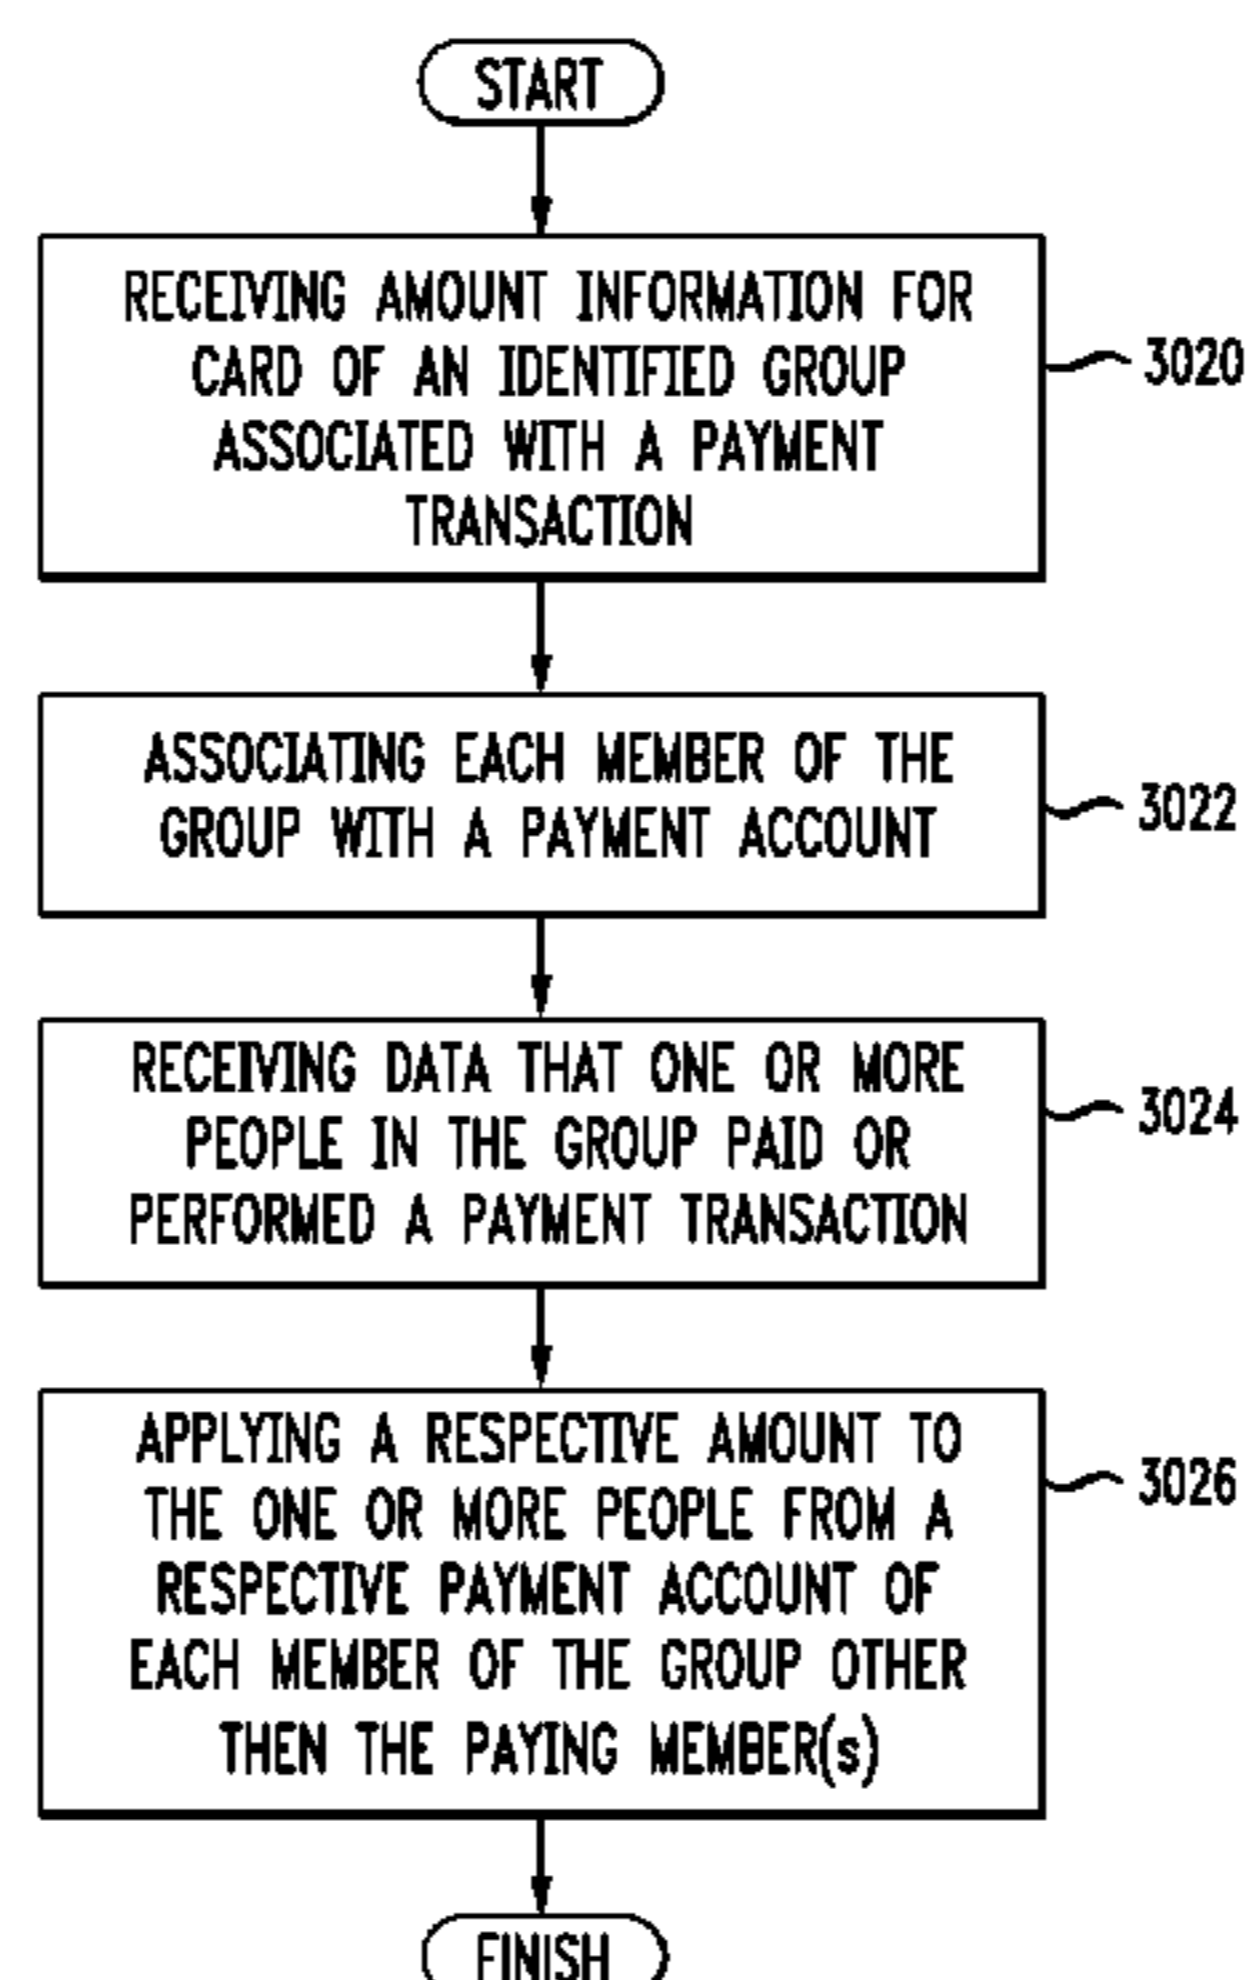 START
RECEIVING AMOUNT INFORMATION FOR
CARD OF AN IDENTIFIED GROUP
ASSOCIATED WITH A PAYMENT
TRANSACTION
3020
ASSOCIATING EACH MEMBER OF THE
GROUP WITH A PAYMENT ACCOUNT
3022
RECEIVING DATA THAT ONE OR MORE
PEOPLE IN THE GROUP PAID OR
PERFORMED A PAYMENT TRANSACTION
3024
APPLYING A RESPECTIVE AMOUNT TO
THE ONE OR MORE PEOPLE FROM A
RESPECTIVE PAYMENT ACCOUNT OF
EACH MEMBER OF THE GROUP OTHER
THEN THE PAYING MEMBER(s)
3026
FINISH